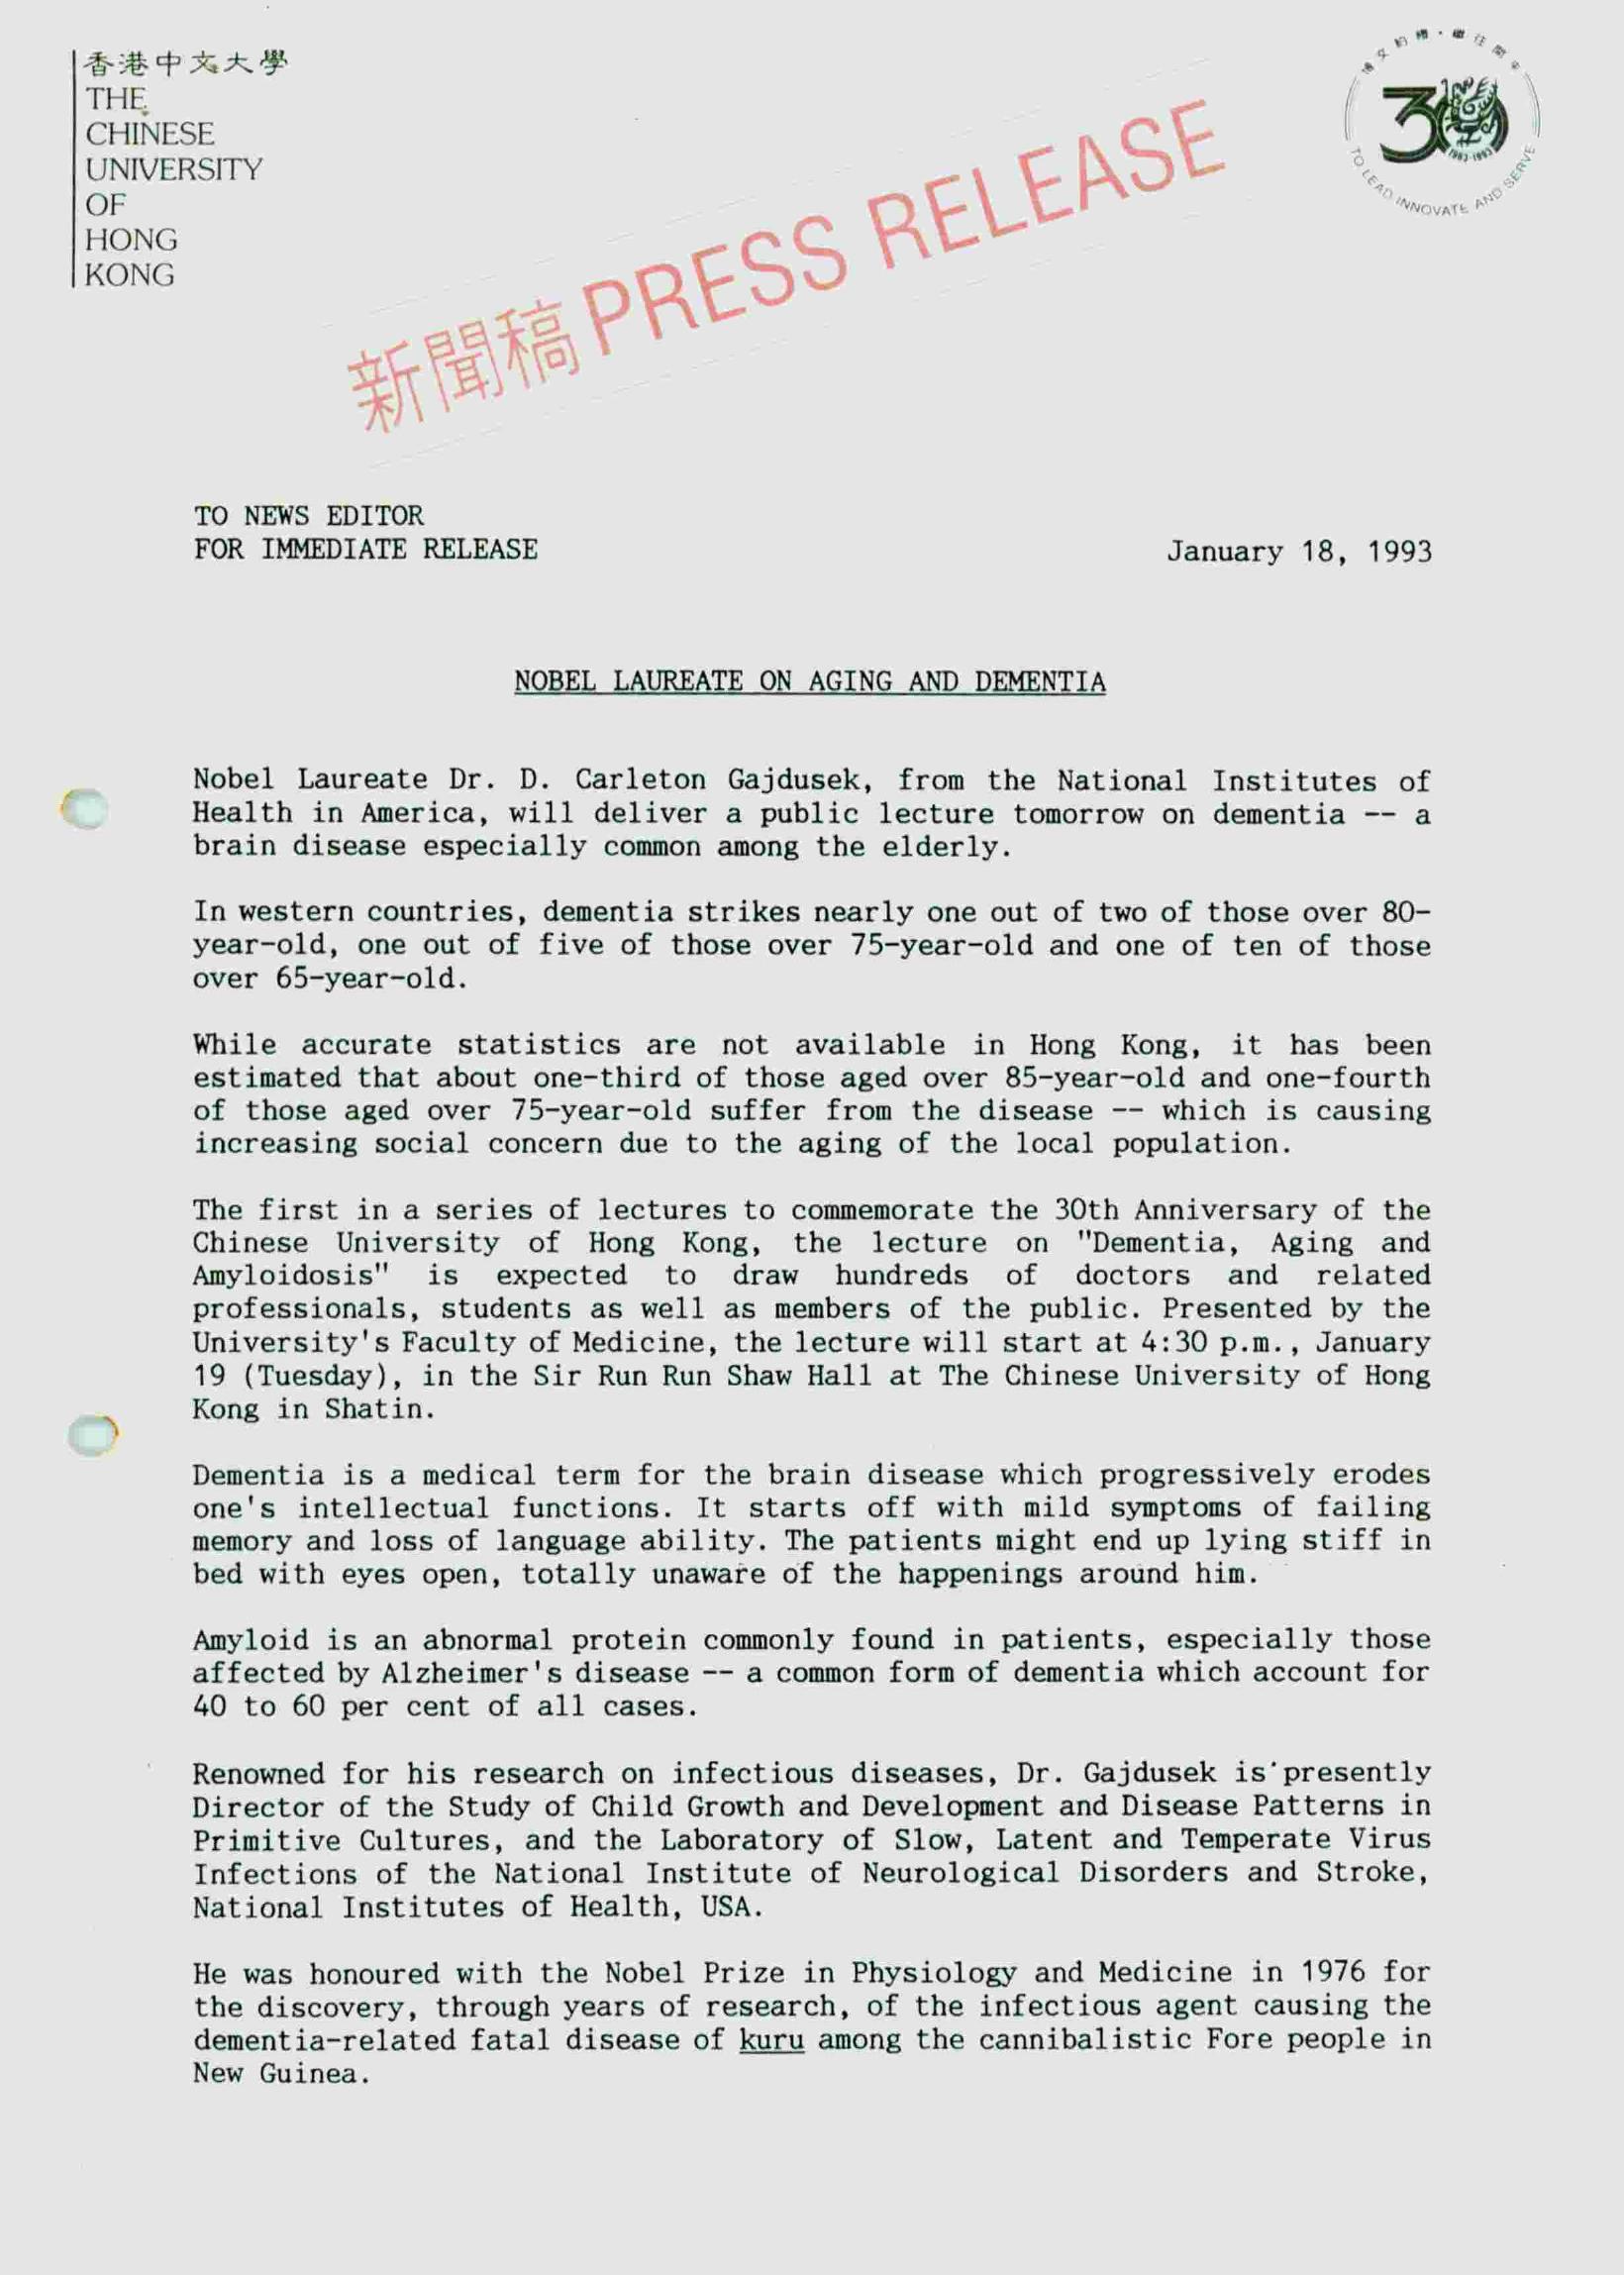 香港中文大學
THE
CHINESE
UNIVERSITY
OF
HONG
KONG
博文約禮·繼往開來
30
1963-1993
TO LEAD INNOVATE AND SERVE
新聞稿 PRESS RELEASE
TO NEWS EDITOR
FOR IMMEDIATE RELEASE
January 18, 1993
NOBEL LAUREATE ON AGING AND DEMENTIA
Nobel Laureate Dr. D. Carleton Gajdusek, from the National Institutes of
Health in America, will deliver a public lecture tomorrow on dementia -- a
brain disease especially common among the elderly.
In western countries, dementia strikes nearly one out of two of those over 80-
year-old, one out of five of those over 75-year-old and one of ten of those
over 65-year-old.
While accurate statistics are not available in Hong Kong, it has been
estimated that about one-third of those aged over 85-year-old and one-fourth
of those aged over 75-year-old suffer from the disease -- which is causing
increasing social concern due to the aging of the local population.
The first in a series of lectures to commemorate the 30th Anniversary of the
Chinese University of Hong Kong, the lecture on "Dementia, Aging and
Amyloidosis" is expected to draw hundreds of doctors and related
professionals, students as well as members of the public. Presented by the
University's Faculty of Medicine, the lecture will start at 4:30 p.m., January
19 (Tuesday), in the Sir Run Run Shaw Hall at The Chinese University of Hong
Kong in Shatin.
Dementia is a medical term for the brain disease which progressively erodes
one's intellectual functions. It starts off with mild symptoms of failing
memory and loss of language ability. The patients might end up lying stiff in
bed with eyes open, totally unaware of the happenings around him.
Amyloid is an abnormal protein commonly found in patients, especially those
affected by Alzheimer's disease -- a common form of dementia which account for
40 to 60 per cent of all cases.
Renowned for his research on infectious diseases, Dr. Gajdusek is presently
Director of the Study of Child Growth and Development and Disease Patterns in
Primitive Cultures, and the Laboratory of Slow, Latent and Temperate Virus
Infections of the National Institute of Neurological Disorders and Stroke,
National Institutes of Health, USA.
He was honoured with the Nobel Prize in Physiology and Medicine in 1976 for
the discovery, through years of research, of the infectious agent causing the
dementia-related fatal disease of kuru among the cannibalistic Fore people in
New Guinea.